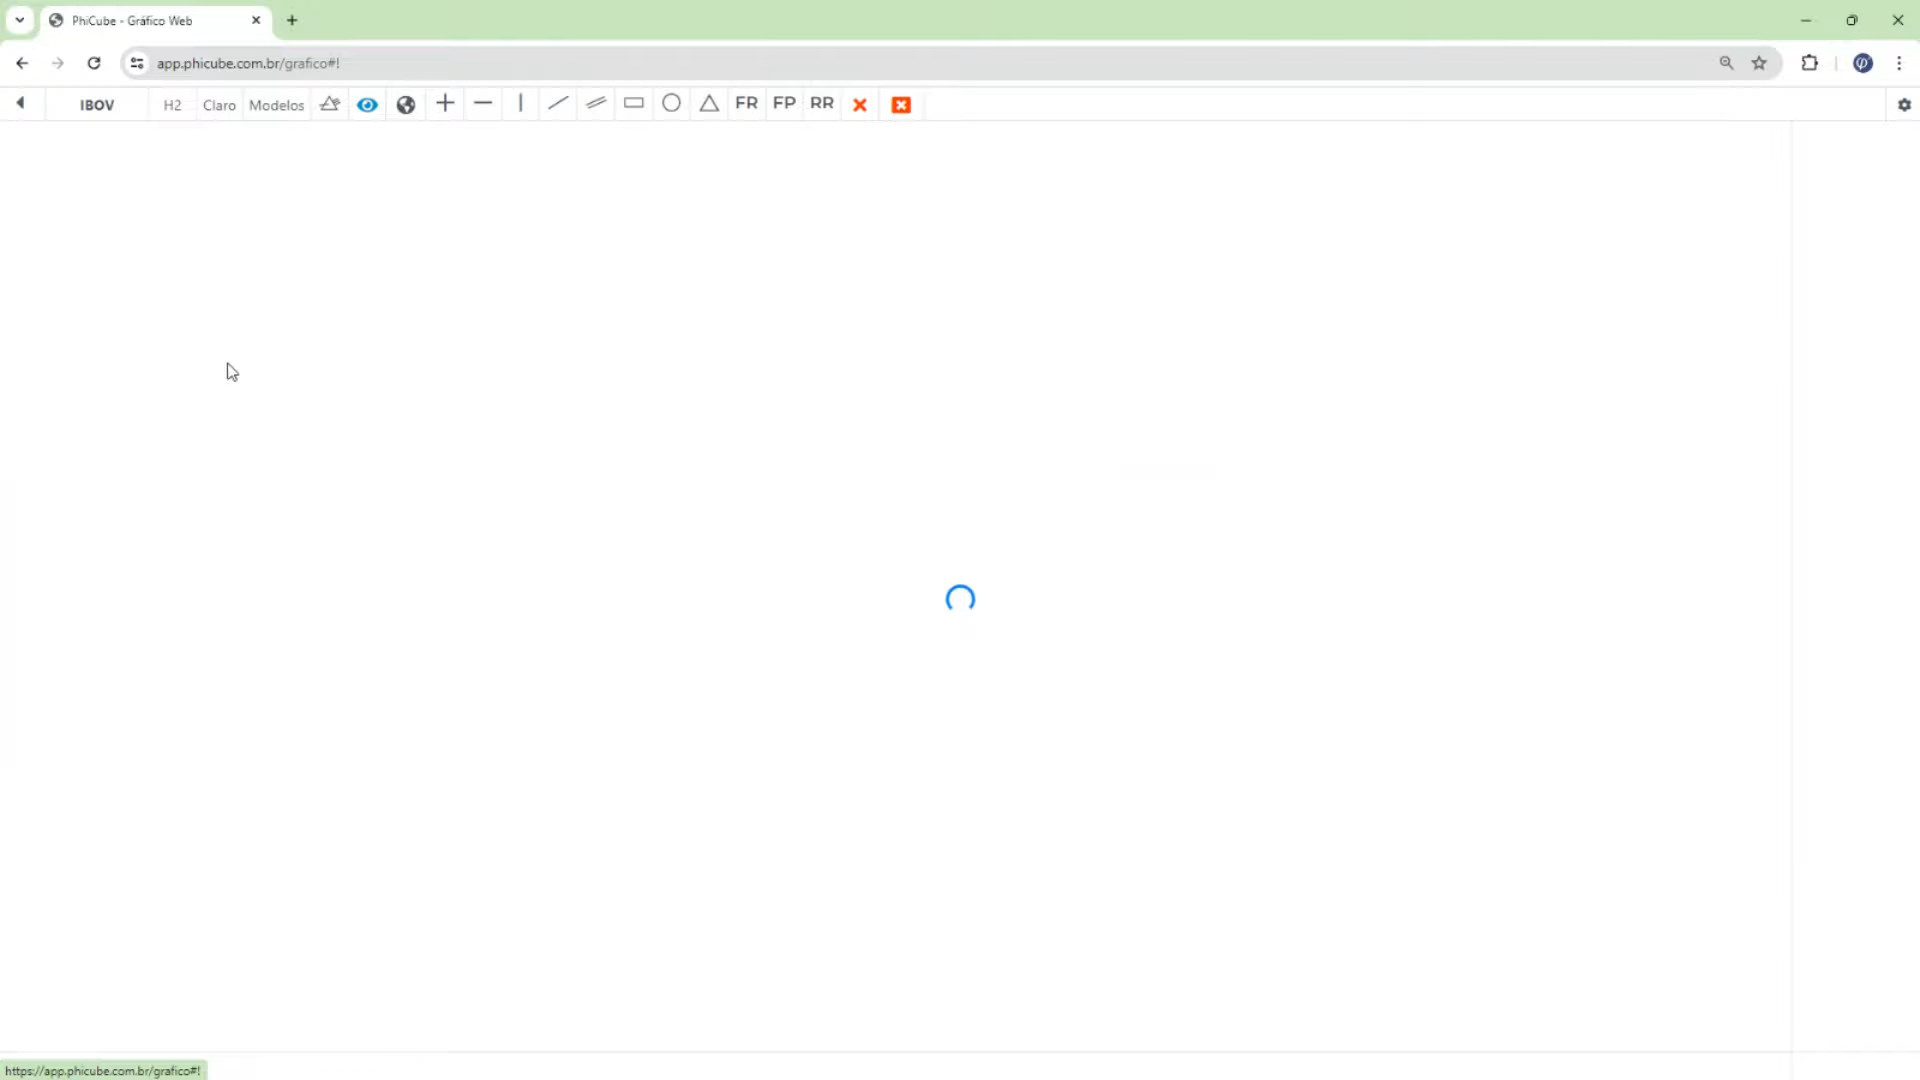 PhiCube - Gráfico Web
app.phicube.com.br/grafico#!
IBOV H2 Claro Modelos FR FP RR
https://app.phicube.com.br/grafico#!